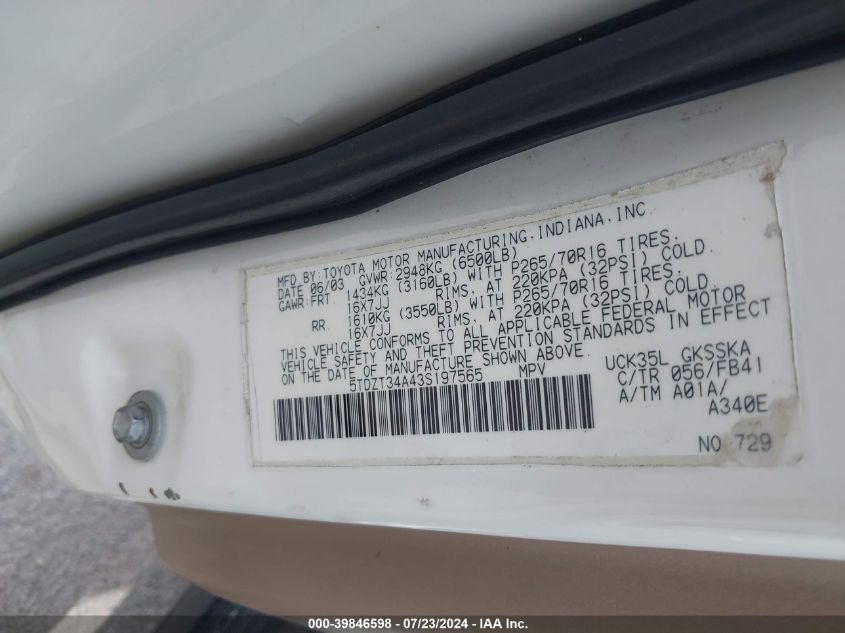 MFD BY:TOYOTA MOTOR MANUFACTURING.INDIANA.INC
DATE 06/03 GVWR:2948KG (6500LB)
GAWR:FRT 1434KG (3160LB) WITH P265/70R16 TIRES,
16X7JJ RIMS, AT 220KPA (32PSI) COLD.
RR 1610KG (3550LB) WITH P265/70R16 TIRES,
16X7JJ RIMS, AT 220KPA (32PSI) COLD
THIS VEHICLE CONFORMS TO ALL APPLICABLE FEDERAL MOTOR
VEHICLE SAFETY AND THEFT PREVENTION STANDARDS IN EFFECT
ON THE DATE OF MANUFACTURE SHOWN ABOVE.
5TDZT34A43S197565 MPV
UCK35L GKSSKA
C/TR 056/FB41
A/TM A01A/
A340E
NO 729
000-39846598 - 07/23/2024 - IAA Inc.